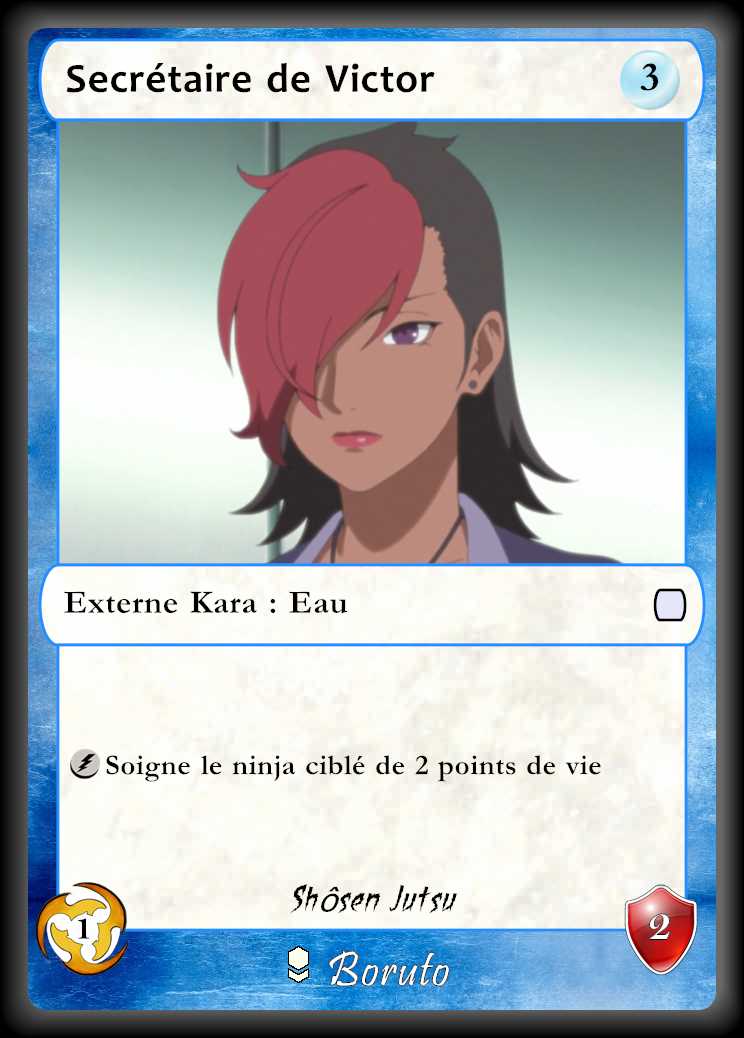 Secrétaire de Victor
3
Externe Kara : Eau
Soigne le ninja ciblé de 2 points de vie
Shôsen Jutsu
1
2
Boruto